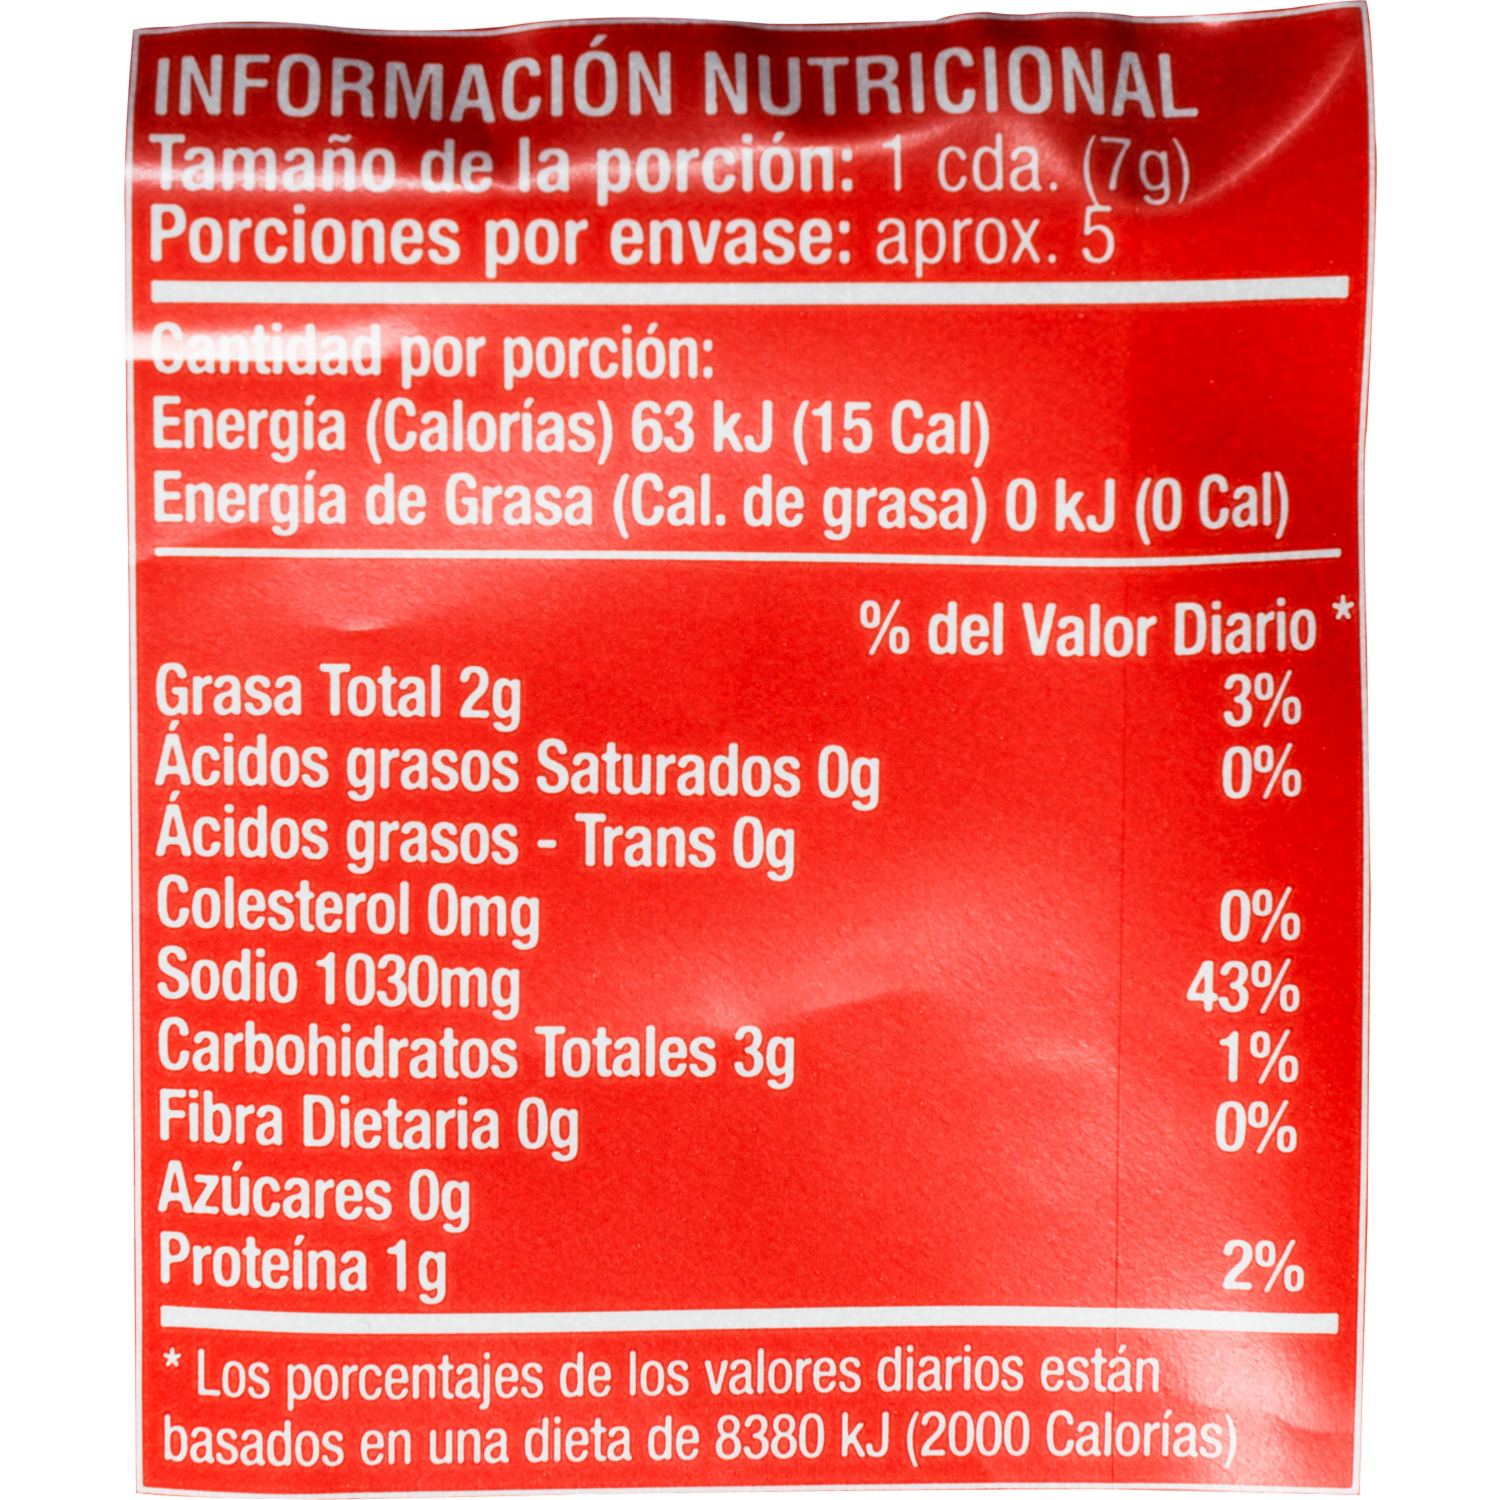 INFORMACIÓN NUTRICIONAL
Tamaño de la porción: 1 cda. (7g)
Porciones por envase: aprox. 5
Cantidad por porción:
Energía (Calorías) 63 kJ (15 Cal)
Energía de Grasa (Cal. de grasa) 0 kJ (0 Cal)
% del Valor Diario *
Grasa Total 2g 3%
Ácidos grasos Saturados 0g 0%
Ácidos grasos - Trans 0g
Colesterol 0mg 0%
Sodio 1030mg 43%
Carbohidratos Totales 3g 1%
Fibra Dietaria 0g 0%
Azúcares 0g
Proteína 1g 2%
* Los porcentajes de los valores diarios están
basados en una dieta de 8380 kJ (2000 Calorías)